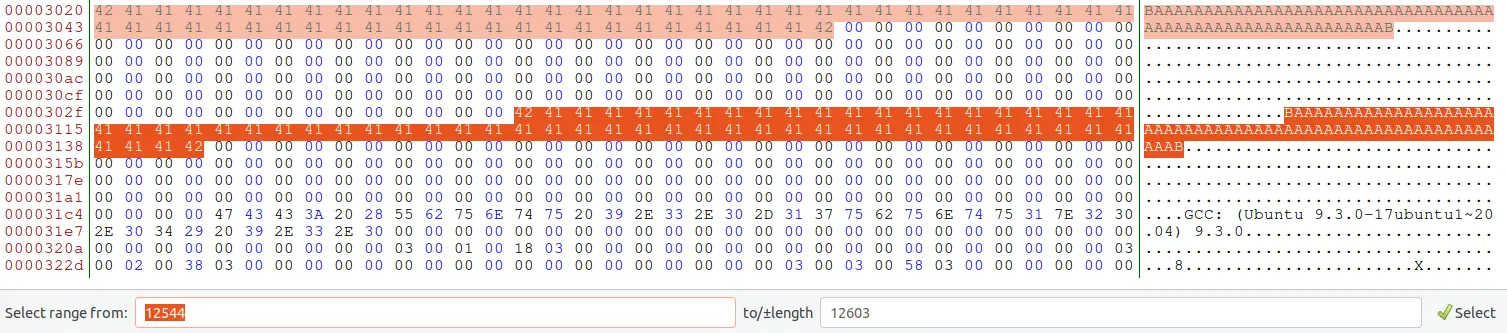 00003020 42 41 41 41 41 41 41 41 41 41 41 41 41 41 41 41 41 41 41 41 41 41 41 41 41 41 41 41 41 41 41 41 41 41 41 BAAAAAAAAAAAAAAAAAAAAAAAAAAAAAAAAAA
00003043 41 41 41 41 41 41 41 41 41 41 41 41 41 41 41 41 41 41 41 41 41 41 41 41 42 00 00 00 00 00 00 00 00 00 00 AAAAAAAAAAAAAAAAAAAAAAAAB..........
00003066 00 00 00 00 00 00 00 00 00 00 00 00 00 00 00 00 00 00 00 00 00 00 00 00 00 00 00 00 00 00 00 00 00 00 00 ...................................
00003089 00 00 00 00 00 00 00 00 00 00 00 00 00 00 00 00 00 00 00 00 00 00 00 00 00 00 00 00 00 00 00 00 00 00 00 ...................................
000030ac 00 00 00 00 00 00 00 00 00 00 00 00 00 00 00 00 00 00 00 00 00 00 00 00 00 00 00 00 00 00 00 00 00 00 00 ...................................
000030cf 00 00 00 00 00 00 00 00 00 00 00 00 00 00 00 00 00 00 00 00 00 00 00 00 00 00 00 00 00 00 00 00 00 00 00 ...................................
0000302f 00 00 00 00 00 00 00 00 00 00 00 00 00 00 42 41 41 41 41 41 41 41 41 41 41 41 41 41 41 41 41 41 41 41 41 ..............BAAAAAAAAAAAAAAAAAAAA
00003115 41 41 41 41 41 41 41 41 41 41 41 41 41 41 41 41 41 41 41 41 41 41 41 41 41 41 41 41 41 41 41 41 41 41 41 AAAAAAAAAAAAAAAAAAAAAAAAAAAAAAAAAAA
00003138 41 41 41 42 00 00 00 00 00 00 00 00 00 00 00 00 00 00 00 00 00 00 00 00 00 00 00 00 00 00 00 00 00 00 00 AAAB...............................
0000315b 00 00 00 00 00 00 00 00 00 00 00 00 00 00 00 00 00 00 00 00 00 00 00 00 00 00 00 00 00 00 00 00 00 00 00 ...................................
0000317e 00 00 00 00 00 00 00 00 00 00 00 00 00 00 00 00 00 00 00 00 00 00 00 00 00 00 00 00 00 00 00 00 00 00 00 ...................................
000031a1 00 00 00 00 00 00 00 00 00 00 00 00 00 00 00 00 00 00 00 00 00 00 00 00 00 00 00 00 00 00 00 00 00 00 00 ...................................
000031c4 00 00 00 00 47 43 43 3A 20 28 55 62 75 6E 74 75 20 39 2E 33 2E 30 2D 31 37 75 62 75 6E 74 75 31 7E 32 30 ....GCC: (Ubuntu 9.3.0-17ubuntu1~20
000031e7 2E 30 34 29 20 39 2E 33 2E 30 00 00 00 00 00 00 00 00 00 00 00 00 00 00 00 00 00 00 00 00 00 00 00 00 00 .04) 9.3.0.........................
0000320a 00 00 00 00 00 00 00 00 00 00 03 00 01 00 18 03 00 00 00 00 00 00 00 00 00 00 00 00 00 00 00 00 00 00 03 ...................................
0000322d 00 02 00 38 03 00 00 00 00 00 00 00 00 00 00 00 00 00 00 00 00 00 00 03 00 03 00 58 03 00 00 00 00 00 00 ...8.......................X.......
Select range from: 12544 to/±length 12603 Select